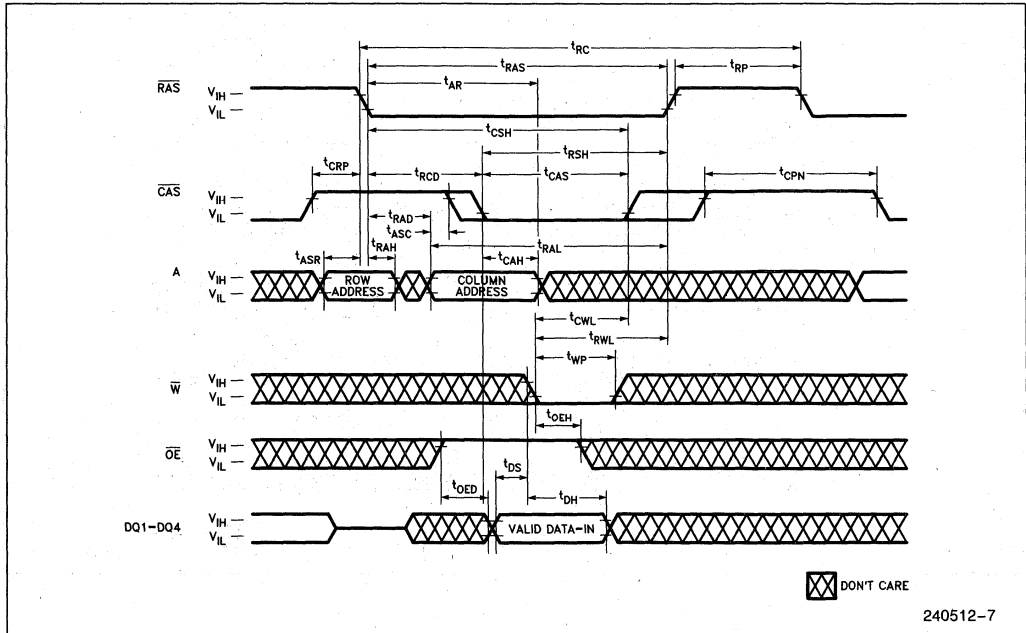 tRC
tRAS
tRP
tAR
RAS
VIH
VIL
tCSH
tRSH
tCRP
tRCD
tCAS
tCPN
CAS
VIH
VIL
tRAD
tASC
tRAL
tASR
tRAH
tCAH
A
VIH
VIL
ROW ADDRESS
COLUMN ADDRESS
tCWL
tRWL
tWP
W
VIH
VIL
tOEH
OE
VIH
VIL
tDS
tOED
tDH
DQ1-DQ4
VIH
VIL
VALID DATA-IN
DON'T CARE
240512-7